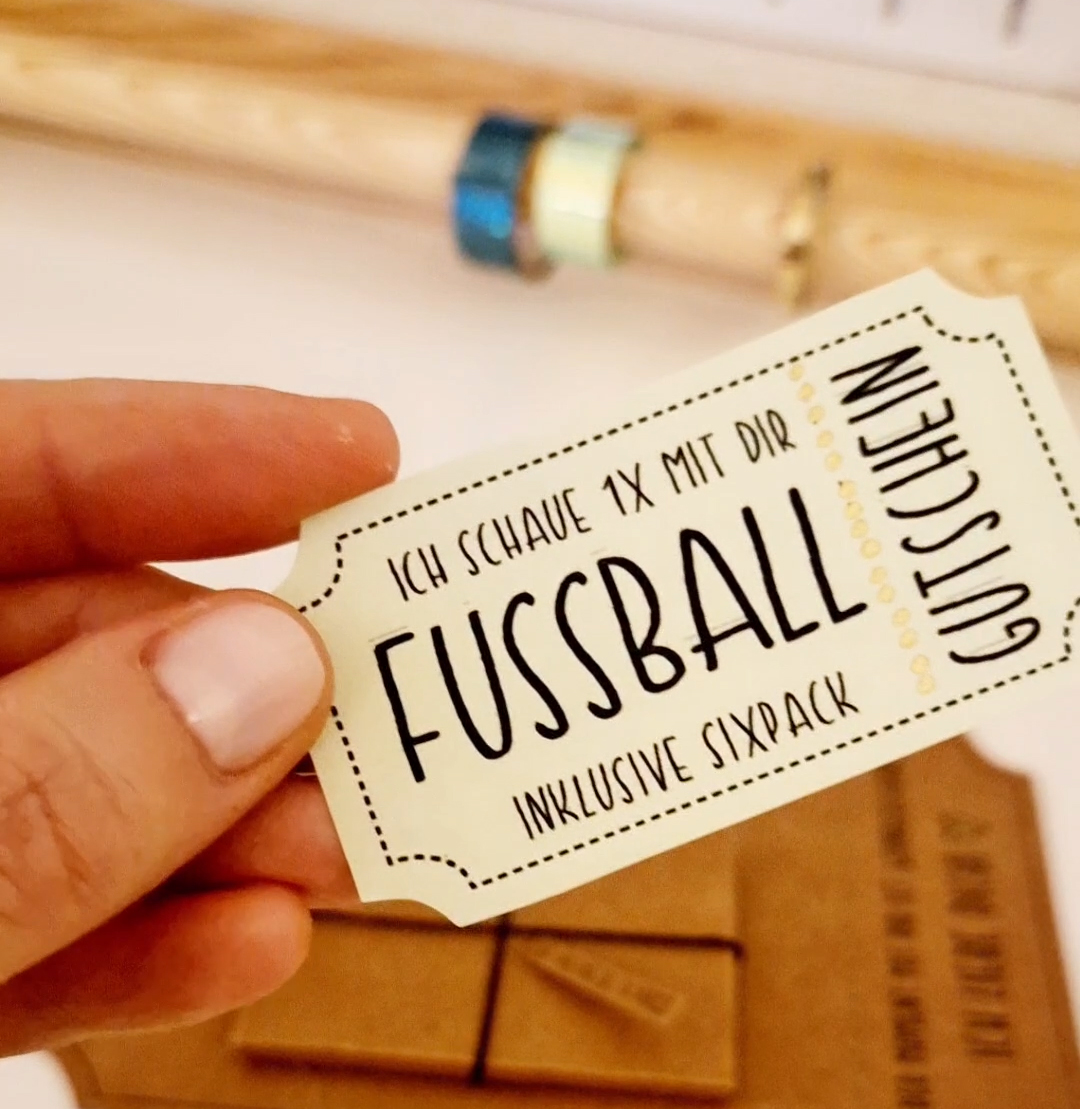 ICH SCHAUE 1X MIT DIR
FUSSBALL
INKLUSIVE SIXPACK
GUTSCHEIN